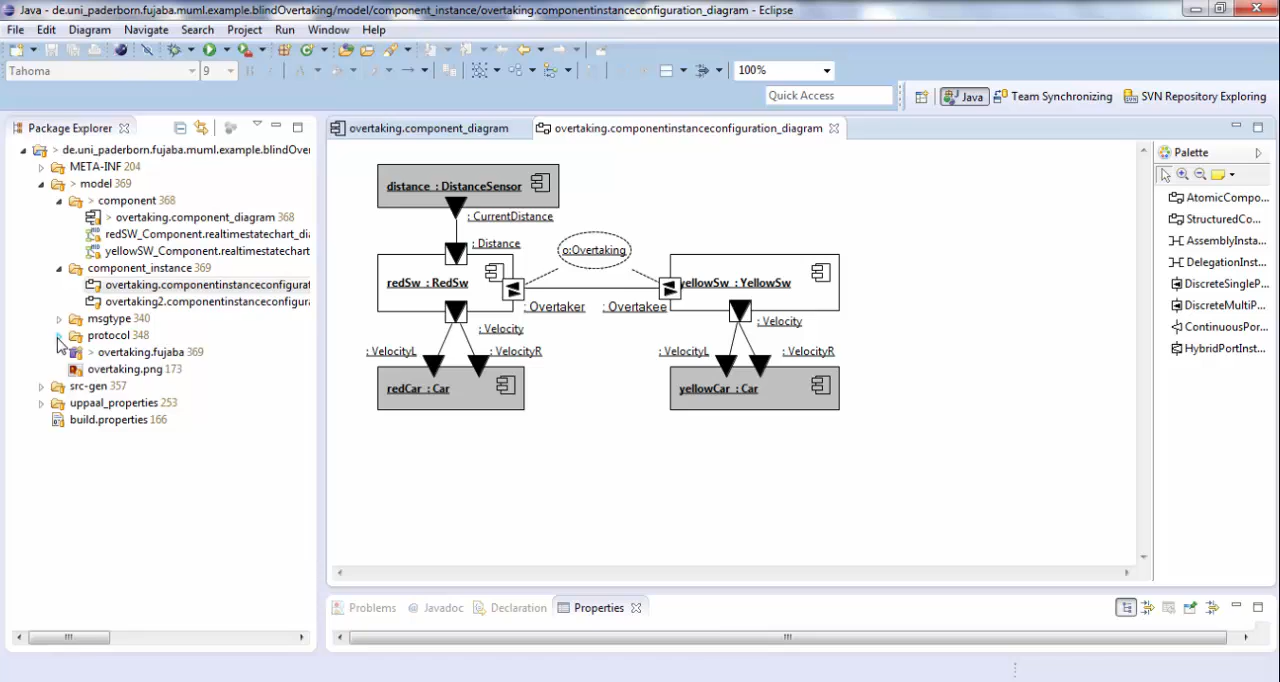 Java - de.uni_paderborn.fujaba.muml.example.blindOvertaking/model/component_instance/overtaking.componentinstanceconfiguration_diagram - Eclipse
File Edit Diagram Navigate Search Project Run Window Help
Tahoma 9 100%
Quick Access Java Team Synchronizing SVN Repository Exploring
Package Explorer
de.uni_paderborn.fujaba.muml.example.blindOver
META-INF 204
> model 369
> component 368
> overtaking.component_diagram 368
redSW_Component.realtimestatechart_dia
yellowSW_Component.realtimestatechart_
component_instance 369
overtaking.componentinstanceconfigurat
overtaking2.componentinstanceconfigura
msgtype 340
protocol 348
> overtaking.fujaba 369
overtaking.png 173
src-gen 357
uppaal_properties 253
build.properties 166
overtaking.component_diagram overtaking.componentinstanceconfiguration_diagram
distance : DistanceSensor
: CurrentDistance
: Distance
o:Overtaking
redSw : RedSw
yellowSw : YellowSw
: Overtaker : Overtakee
: Velocity : Velocity
: VelocityL : VelocityR : VelocityL : VelocityR
redCar : Car yellowCar : Car
Palette
AtomicCompo...
StructuredCo...
AssemblyInsta...
DelegationInst...
DiscreteSingleP...
DiscreteMultiP...
ContinuousPor...
HybridPortInst...
Problems @ Javadoc Declaration Properties